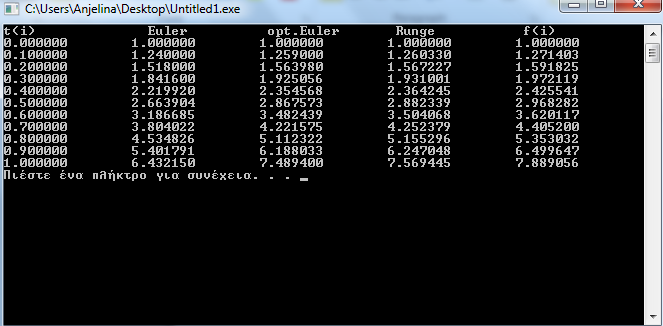 C:\Users\Anjelina\Desktop\Untitled1.exe
t(i) Euler opt.Euler Runge f(i)
0.000000 1.000000 1.000000 1.000000 1.000000
0.100000 1.240000 1.259000 1.260330 1.271403
0.200000 1.518000 1.563980 1.567227 1.591825
0.300000 1.841600 1.925056 1.931001 1.972119
0.400000 2.219920 2.354568 2.364245 2.425541
0.500000 2.663904 2.867573 2.882339 2.968282
0.600000 3.186685 3.482439 3.504068 3.620117
0.700000 3.804022 4.221575 4.252379 4.405200
0.800000 4.534826 5.112322 5.155296 5.353032
0.900000 5.401791 6.188033 6.247048 6.499647
1.000000 6.432150 7.489400 7.569445 7.889056
Πιέστε ένα πλήκτρο για συνέχεια. . .